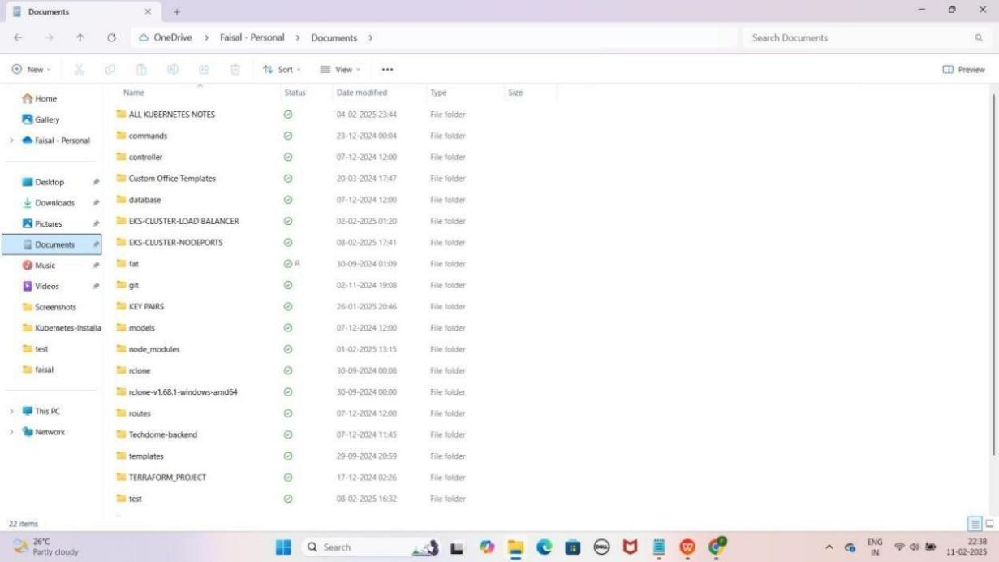 Documents
OneDrive > Faisal - Personal > Documents >
Search Documents
New Sort View ... Preview
Home
Gallery
Faisal - Personal
Desktop
Downloads
Pictures
Documents
Music
Videos
Screenshots
Kubernetes-Installa
test
faisal
This PC
Network
Name Status Date modified Type Size
ALL KUBERNETES NOTES 04-02-2025 23:44 File folder
commands 23-12-2024 00:04 File folder
controller 07-12-2024 12:00 File folder
Custom Office Templates 20-03-2024 17:47 File folder
database 07-12-2024 12:00 File folder
EKS-CLUSTER-LOAD BALANCER 02-02-2025 01:20 File folder
EKS-CLUSTER-NODEPORTS 08-02-2025 17:41 File folder
fat 30-09-2024 01:09 File folder
git 02-11-2024 19:08 File folder
KEY PAIRS 26-01-2025 20:46 File folder
models 07-12-2024 12:00 File folder
node_modules 01-02-2025 13:15 File folder
rclone 30-09-2024 00:08 File folder
rclone-v1.68.1-windows-amd64 30-09-2024 00:00 File folder
routes 07-12-2024 12:00 File folder
Techdome-backend 07-12-2024 11:45 File folder
templates 29-09-2024 20:59 File folder
TERRAFORM_PROJECT 17-12-2024 02:26 File folder
test 08-02-2025 16:32 File folder
22 items
26°C
Partly cloudy
Search
DELL
ENG
IN
22:38
11-02-2025